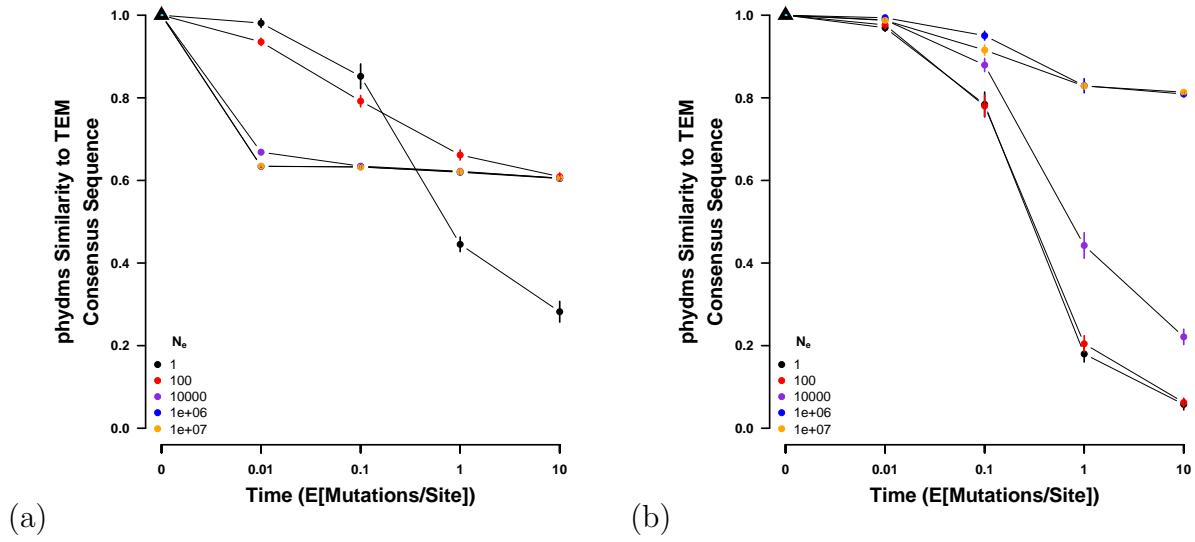 phydms Similarity to TEM
Consensus Sequence
1.0
0.8
0.6
0.4
0.2
0.0
Nₑ
1
100
10000
1e+06
1e+07
0
0.01
0.1
1
10
Time (E[Mutations/Site])
(a)
phydms Similarity to TEM
Consensus Sequence
1.0
0.8
0.6
0.4
0.2
0.0
Nₑ
1
100
10000
1e+06
1e+07
0
0.01
0.1
1
10
Time (E[Mutations/Site])
(b)